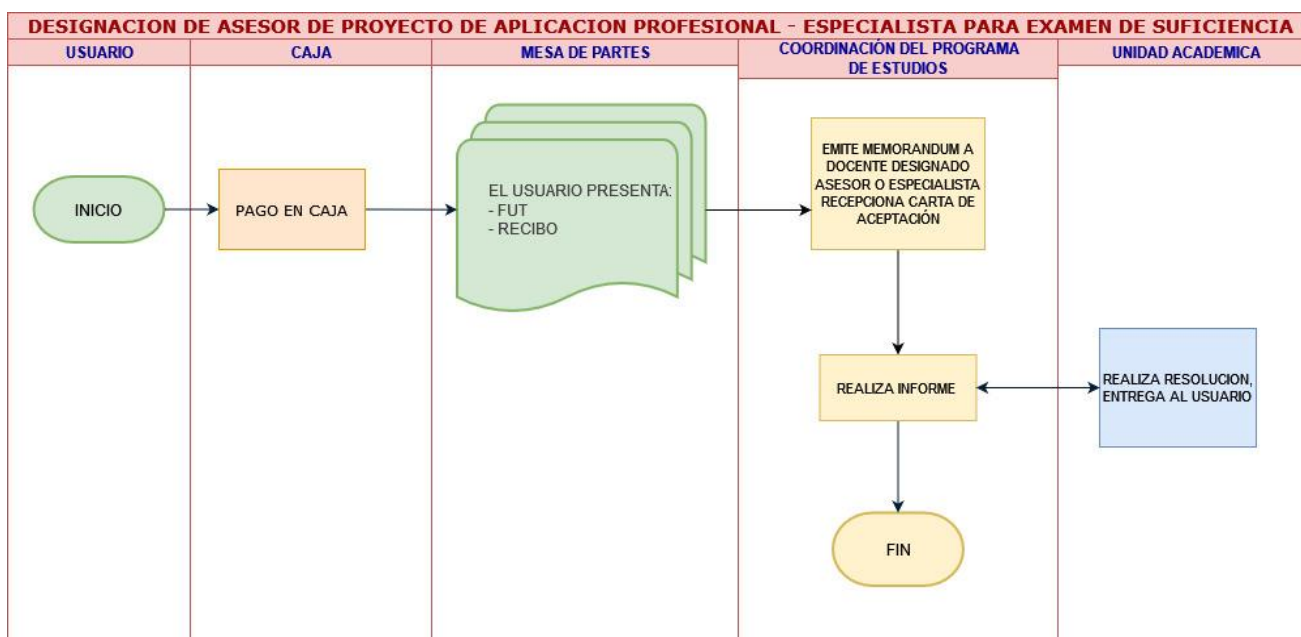 DESIGNACION DE ASESOR DE PROYECTO DE APLICACION PROFESIONAL - ESPECIALISTA PARA EXAMEN DE SUFICIENCIA
USUARIO
CAJA
MESA DE PARTES
COORDINACIÓN DEL PROGRAMA
DE ESTUDIOS
UNIDAD ACADEMICA
INICIO
PAGO EN CAJA
EL USUARIO PRESENTA:
- FUT
- RECIBO
EMITE MEMORANDUM A
DOCENTE DESIGNADO
ASESOR O ESPECIALISTA
RECEPCIONA CARTA DE
ACEPTACIÓN
REALIZA INFORME
REALIZA RESOLUCION,
ENTREGA AL USUARIO
FIN